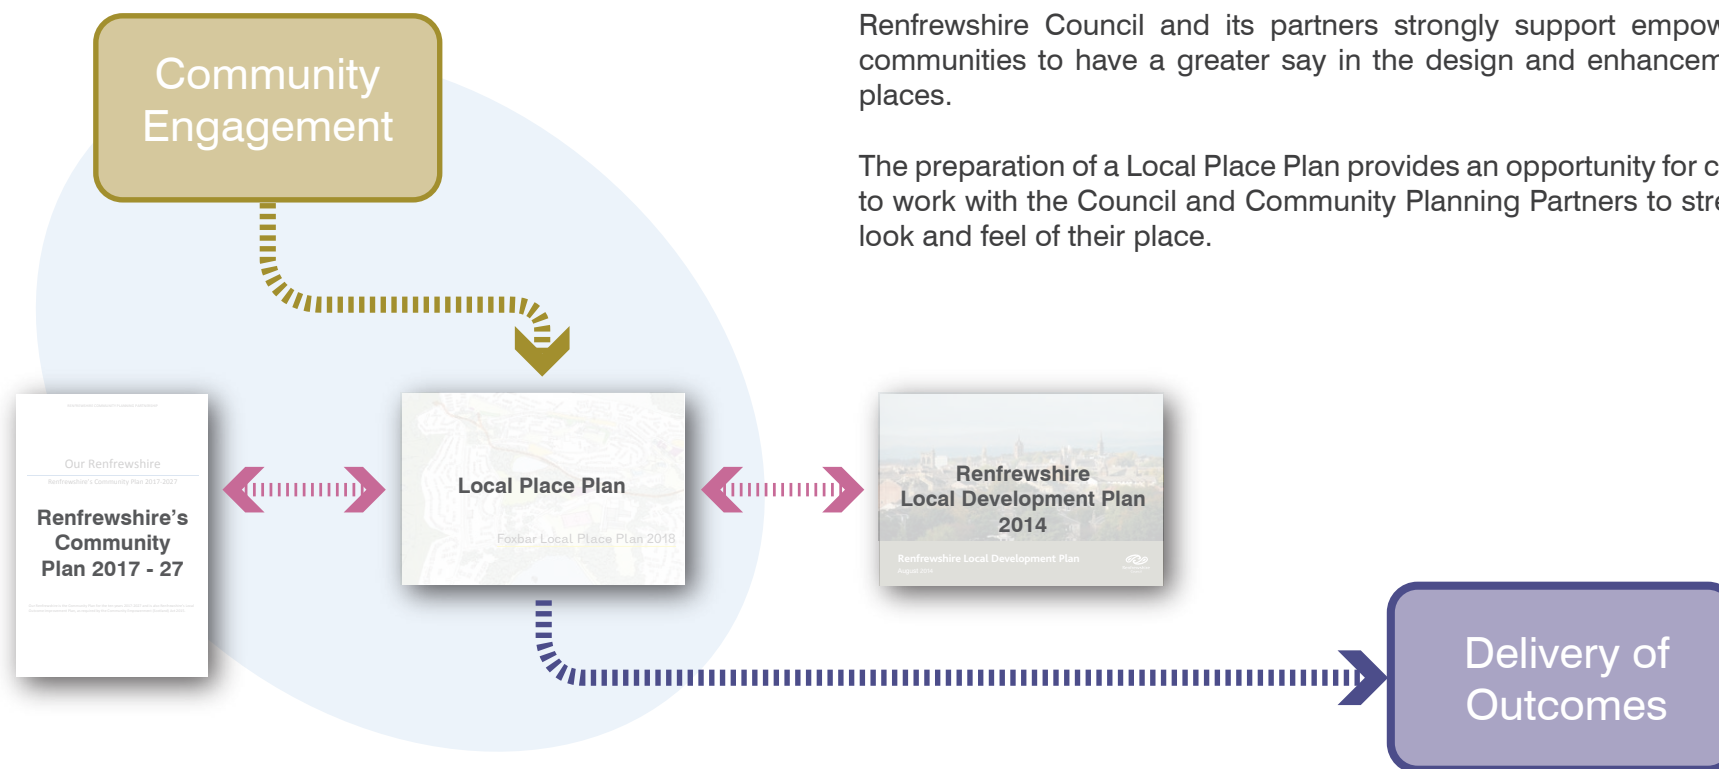 Community
Engagement
Renfrewshire Council and its partners strongly support empow
communities to have a greater say in the design and enhancem
places.
The preparation of a Local Place Plan provides an opportunity for c
to work with the Council and Community Planning Partners to stre
look and feel of their place.
Our Renfrewshire
Renfrewshire's Community Plan 2017-2027
Renfrewshire's
Community
Plan 2017 - 27
Local Place Plan
Foxbar Local Place Plan 2018
Renfrewshire
Local Development Plan
2014
Renfrewshire Local Development Plan
August 2014
Delivery of
Outcomes